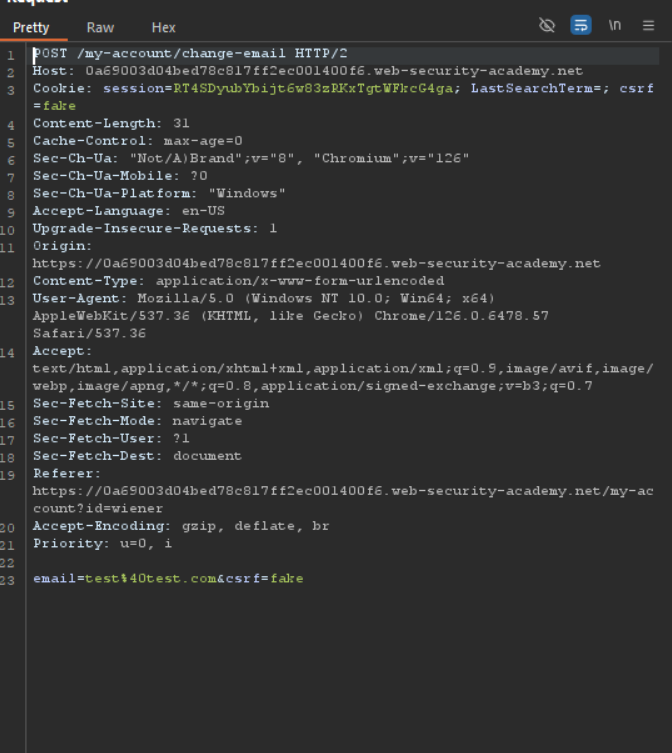 Request
Pretty Raw Hex
\n
1 POST /my-account/change-email HTTP/2
2 Host: 0a69003d04bed78c817ff2ec001400f6.web-security-academy.net
3 Cookie: session=RT4SDyubYbijt6w83zRKxTgtWFkcG4ga; LastSearchTerm=; csrf
=fake
4 Content-Length: 31
5 Cache-Control: max-age=0
6 Sec-Ch-Ua: "Not/A)Brand";v="8", "Chromium";v="126"
7 Sec-Ch-Ua-Mobile: ?0
8 Sec-Ch-Ua-Platform: "Windows"
9 Accept-Language: en-US
10 Upgrade-Insecure-Requests: 1
11 Origin:
https://0a69003d04bed78c817ff2ec001400f6.web-security-academy.net
12 Content-Type: application/x-www-form-urlencoded
13 User-Agent: Mozilla/5.0 (Windows NT 10.0; Win64; x64)
AppleWebKit/537.36 (KHTML, like Gecko) Chrome/126.0.6478.57
Safari/537.36
14 Accept:
text/html,application/xhtml+xml,application/xml;q=0.9,image/avif,image/
webp,image/apng,*/*;q=0.8,application/signed-exchange;v=b3;q=0.7
15 Sec-Fetch-Site: same-origin
16 Sec-Fetch-Mode: navigate
17 Sec-Fetch-User: ?1
18 Sec-Fetch-Dest: document
19 Referer:
https://0a69003d04bed78c817ff2ec001400f6.web-security-academy.net/my-ac
count?id=wiener
20 Accept-Encoding: gzip, deflate, br
21 Priority: u=0, i
22
23 email=test%40test.com&csrf=fake